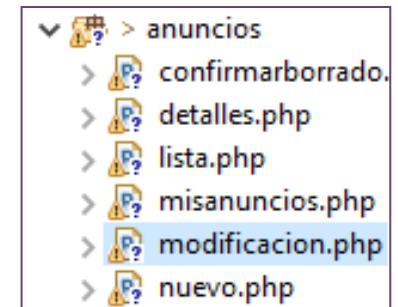 > anuncios
confirmarborrado.
detalles.php
lista.php
misanuncios.php
modificacion.php
nuevo.php